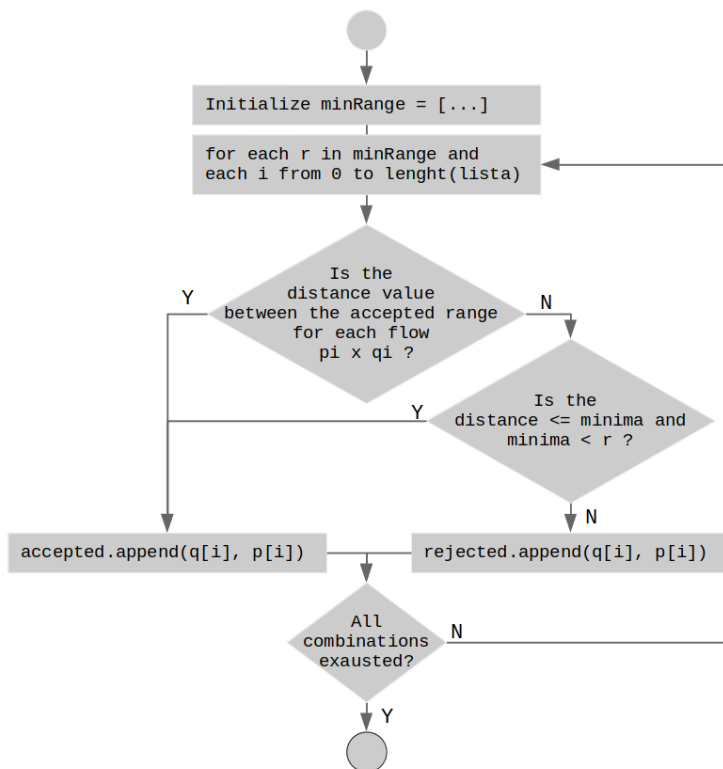 Initialize minRange = [...]
for each r in minRange and
each i from 0 to lenght(lista)
Is the
distance value
between the accepted range
for each flow
pi x qi ?
Y
N
Is the
distance <= minima and
minima < r ?
Y
N
accepted.append(q[i], p[i])
rejected.append(q[i], p[i])
All
combinations
exausted?
N
Y